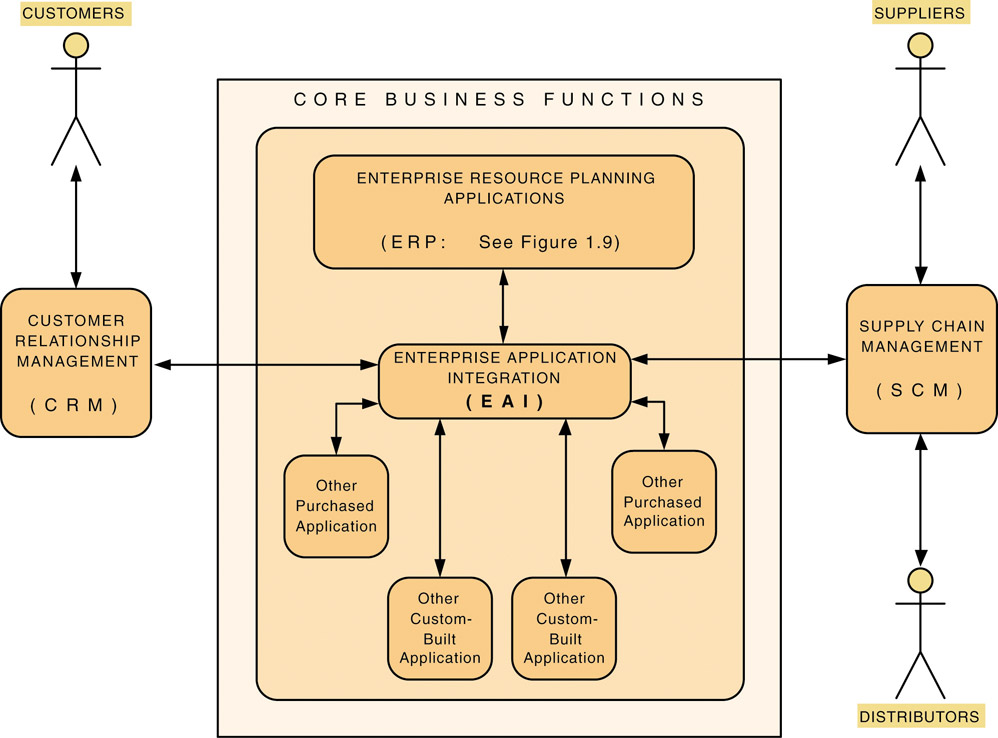 CUSTOMERS
SUPPLIERS
CORE BUSINESS FUNCTIONS
ENTERPRISE RESOURCE PLANNING
APPLICATIONS
(ERP: See Figure 1.9)
CUSTOMER
RELATIONSHIP
MANAGEMENT
(CRM)
ENTERPRISE APPLICATION
INTEGRATION
(EAI)
SUPPLY CHAIN
MANAGEMENT
(SCM)
Other
Purchased
Application
Other
Purchased
Application
Other
Custom-
Built
Application
Other
Custom-
Built
Application
DISTRIBUTORS